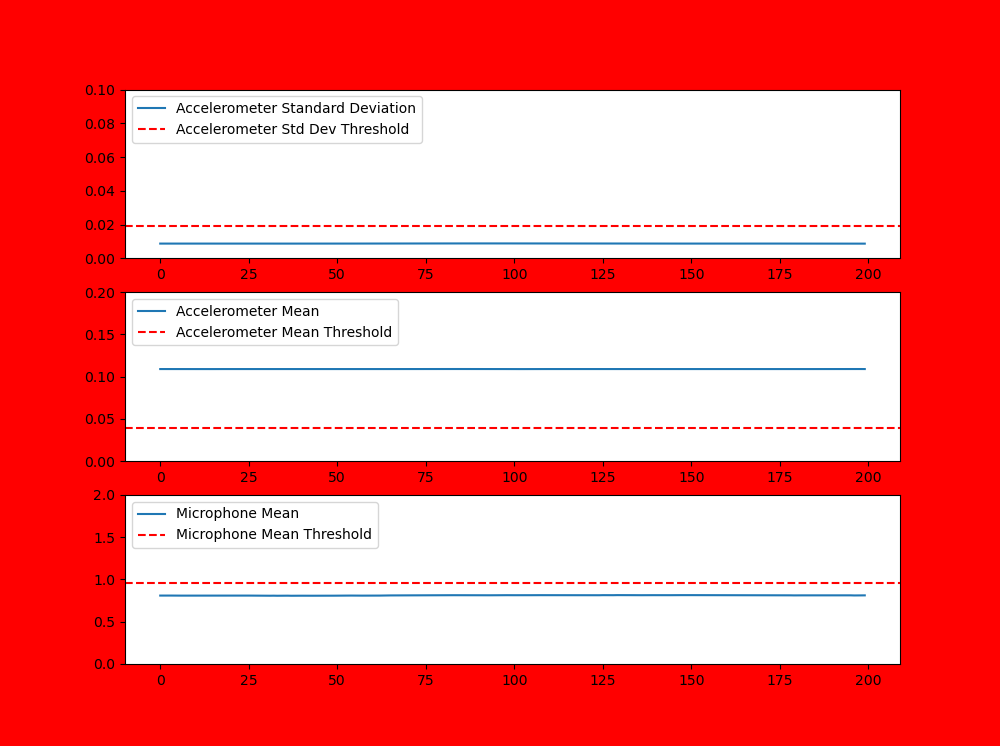 0.10
Accelerometer Standard Deviation
Accelerometer Std Dev Threshold
0.08
0.06
0.04
0.02
0.00
0 25 50 75 100 125 150 175 200
0.20
Accelerometer Mean
Accelerometer Mean Threshold
0.15
0.10
0.05
0.00
0 25 50 75 100 125 150 175 200
2.0
Microphone Mean
Microphone Mean Threshold
1.5
1.0
0.5
0.0
0 25 50 75 100 125 150 175 200